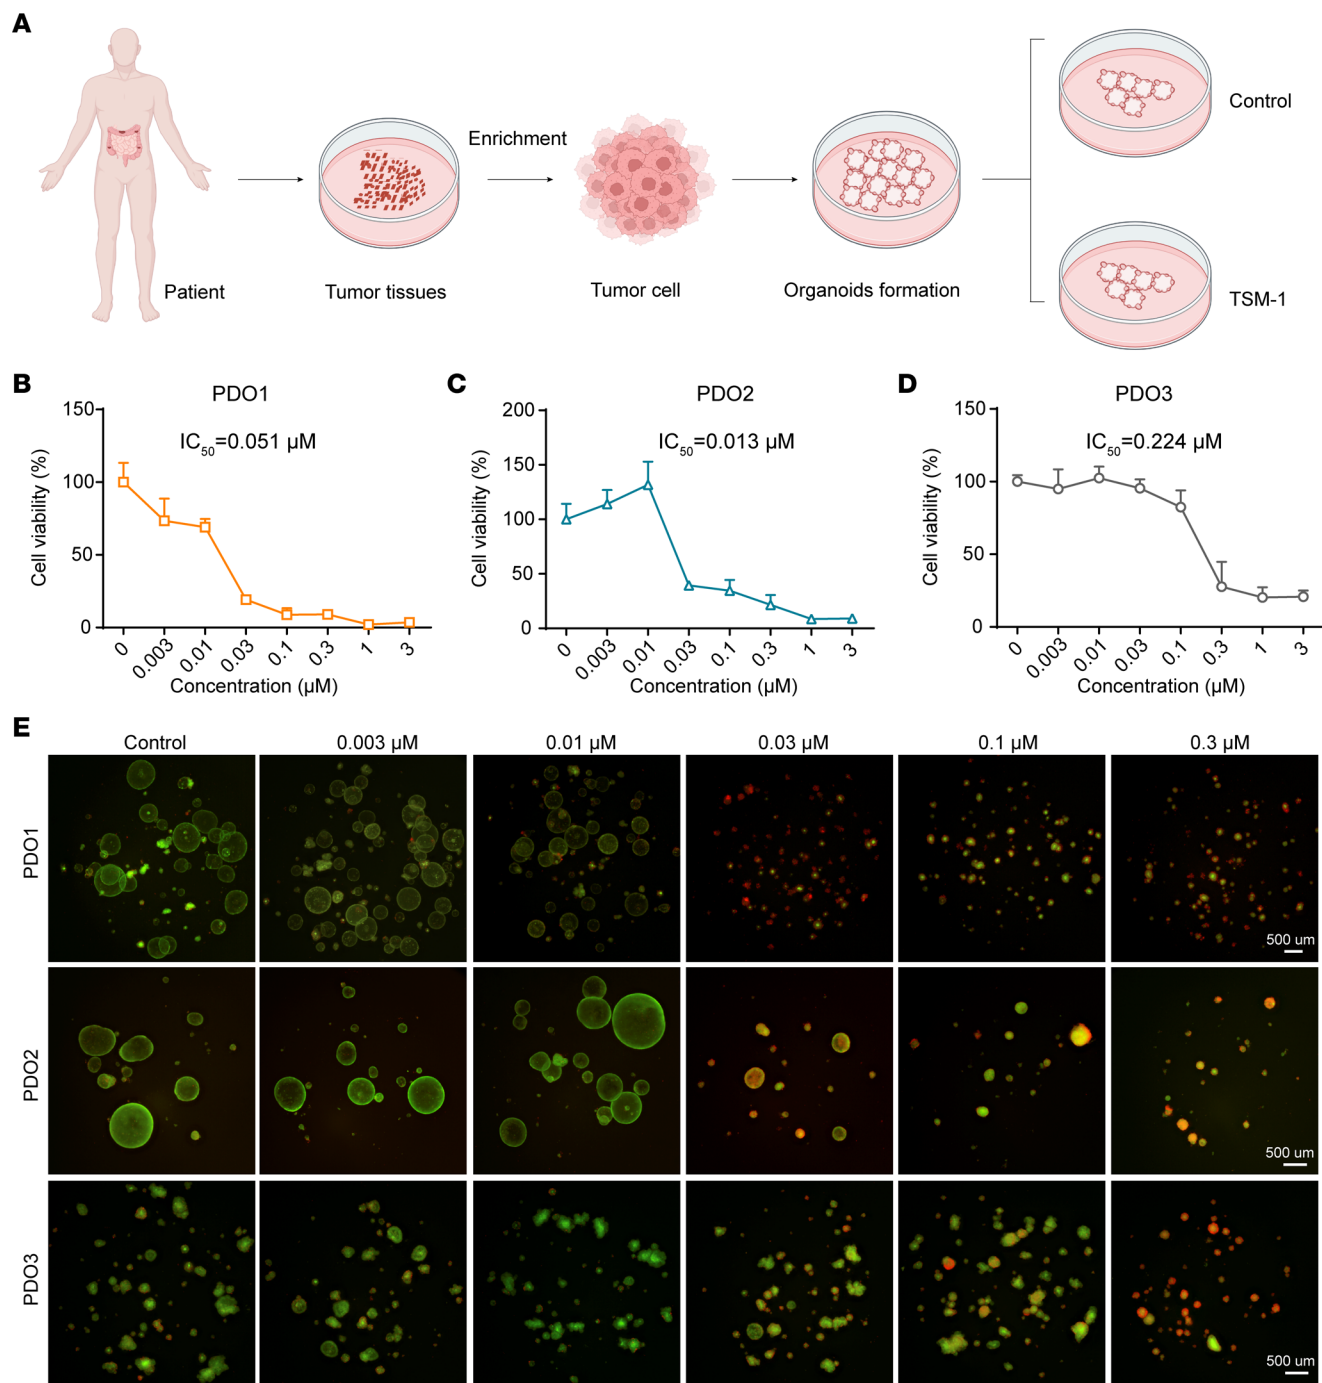 A
Patient
Tumor tissues
Enrichment
Tumor cell
Organoids formation
Control
TSM-1
B
PDO1
IC50=0.051 µM
Cell viability (%)
150
100
50
0
0 0.003 0.01 0.03 0.1 0.3 1 3
Concentration (µM)
C
PDO2
IC50=0.013 µM
Cell viability (%)
200
150
100
50
0
0 0.003 0.01 0.03 0.1 0.3 1 3
Concentration (µM)
D
PDO3
IC50=0.224 µM
Cell viability (%)
150
100
50
0
0 0.003 0.01 0.03 0.1 0.3 1 3
Concentration (µM)
E
Control 0.003 µM 0.01 µM 0.03 µM 0.1 µM 0.3 µM
PDO1
500 um
PDO2
500 um
PDO3
500 um